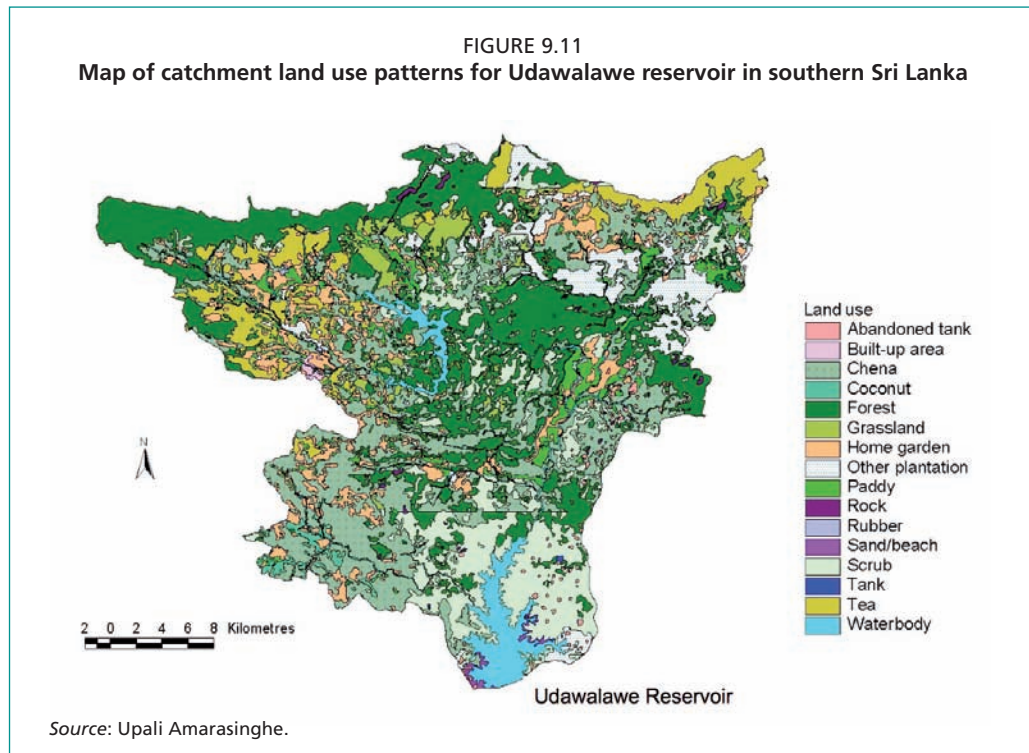 FIGURE 9.11
Map of catchment land use patterns for Udawalawe reservoir in southern Sri Lanka
N
2 0 2 4 6 8 Kilometres
Land use
Abandoned tank
Built-up area
Chena
Coconut
Forest
Grassland
Home garden
Other plantation
Paddy
Rock
Rubber
Sand/beach
Scrub
Tank
Tea
Waterbody
Udawalawe Reservoir
Source: Upali Amarasinghe.